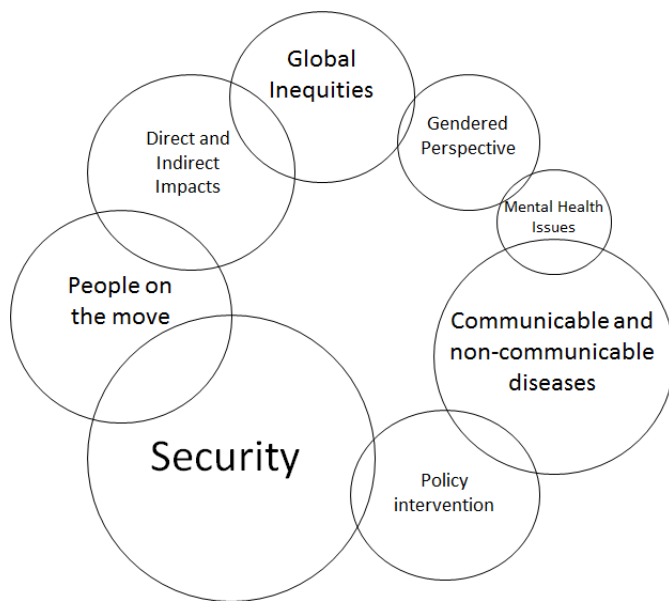 Global
Inequities
Gendered
Perspective
Direct and
Indirect
Impacts
Mental Health
Issues
People on
the move
Communicable and
non-communicable
diseases
Security
Policy
intervention